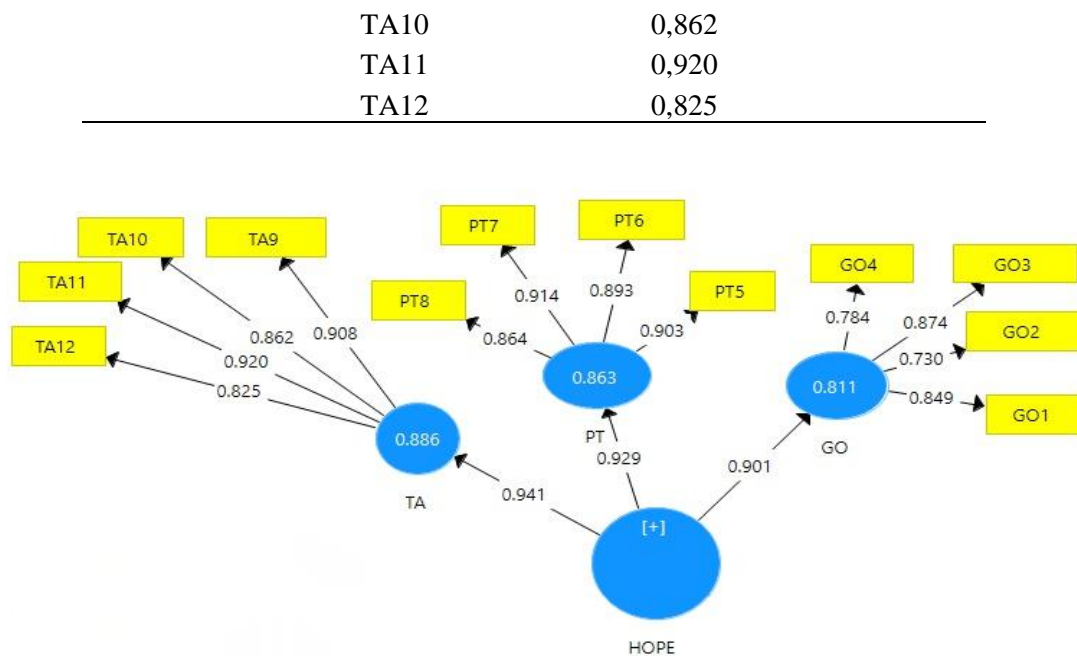 TA10 0,862
TA11 0,920
TA12 0,825
PT7
PT6
TA10
TA9
GO4
GO3
TA11
PT8
PT5
0.914
0.893
GO2
0.784
0.874
TA12
0.862
0.908
0.864
0.903
0.730
0.920
0.849
0.825
0.863
0.811
GO1
0.886
PT
GO
0.929
0.901
TA
0.941
[+]
HOPE